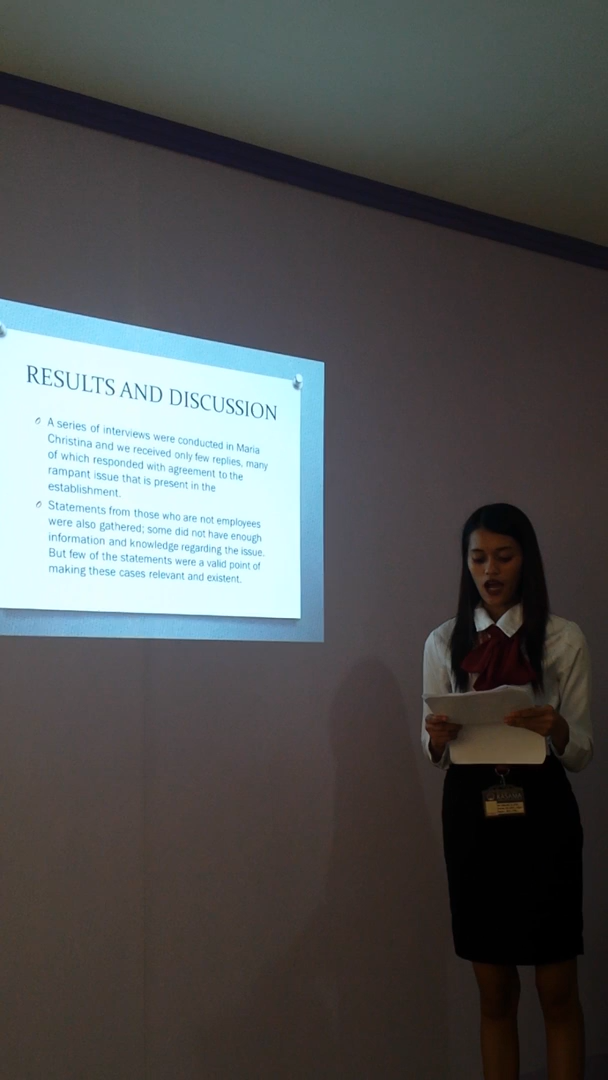 RESULTS AND DISCUSSION
A series of interviews were conducted in Maria
Christina and we received only few replies, many
of which responded with agreement to the
rampant issue that is present in the
establishment.
Statements from those who are not employees
were also gathered; some did not have enough
information and knowledge regarding the issue.
But few of the statements were a valid point of
making these cases relevant and existent.